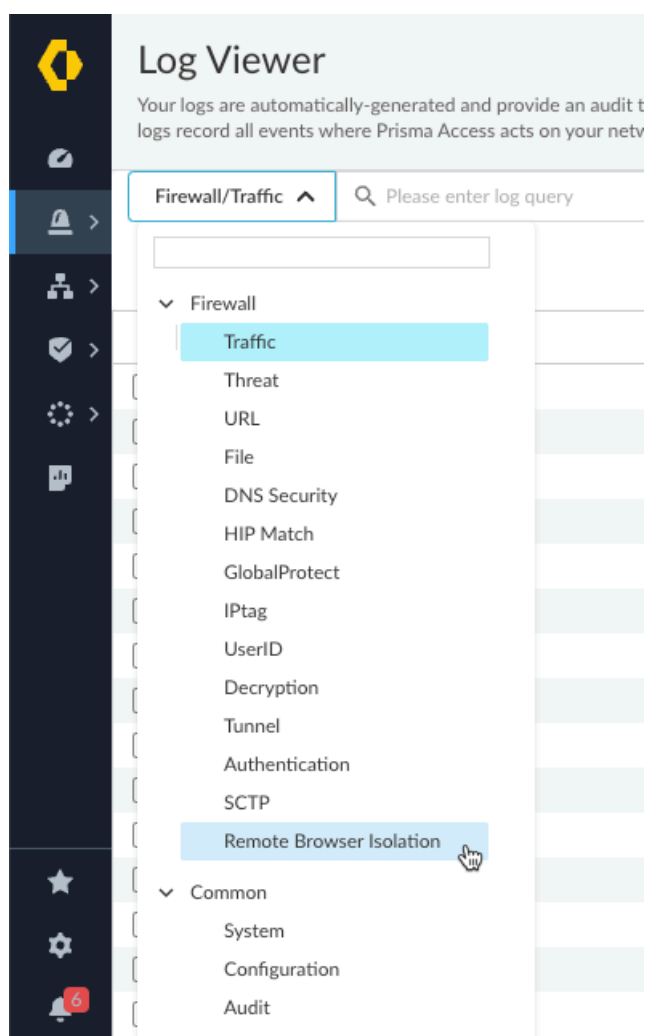 Log Viewer
Your logs are automatically-generated and provide an audit t
logs record all events where Prisma Access acts on your netw
Firewall/Traffic
Please enter log query
Firewall
Traffic
Threat
URL
File
DNS Security
HIP Match
GlobalProtect
IPtag
UserID
Decryption
Tunnel
Authentication
SCTP
Remote Browser Isolation
Common
System
Configuration
Audit
6